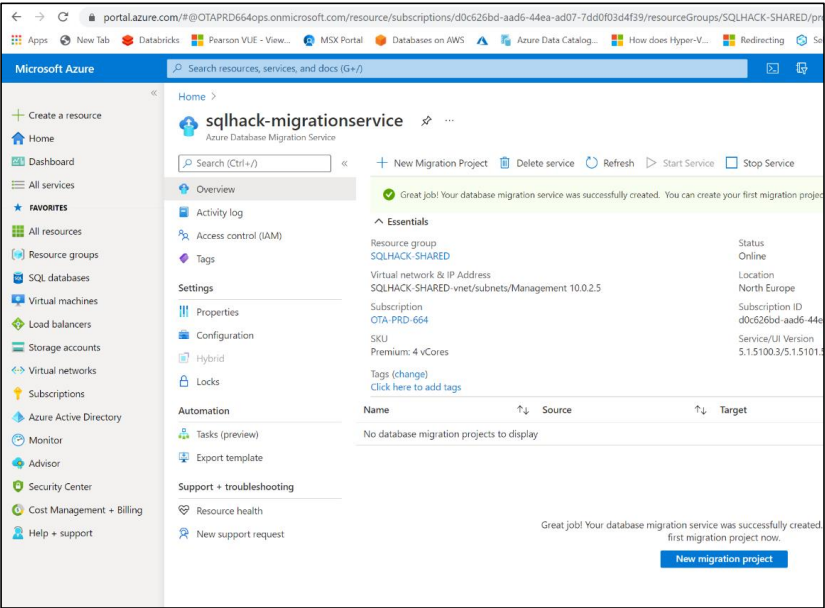 portal.azure.com/#@OTAPRD664ops.onmicrosoft.com/resource/subscriptions/d0c626bd-aad6-44ea-ad07-7dd0f03d4f39/resourceGroups/SQLHACK-SHARED/pro
Apps New Tab Databricks Pearson VUE - View... MSX Portal Databases on AWS Azure Data Catalog... How does Hyper-V... Redirecting Se
Microsoft Azure
Search resources, services, and docs (G+/)
Create a resource
Home
Dashboard
All services
FAVORITES
All resources
Resource groups
SQL databases
Virtual machines
Load balancers
Storage accounts
Virtual networks
Subscriptions
Azure Active Directory
Monitor
Advisor
Security Center
Cost Management + Billing
Help + support
Home >
sqlhack-migrationservice ...
Azure Database Migration Service
Search (Ctrl+/)
Overview
Activity log
Access control (IAM)
Tags
Settings
Properties
Configuration
Hybrid
Locks
Automation
Tasks (preview)
Export template
Support + troubleshooting
Resource health
New support request
New Migration Project Delete service Refresh Start Service Stop Service
Great job! Your database migration service was successfully created. You can create your first migration projec
Essentials
Resource group
SQLHACK-SHARED
Virtual network & IP Address
SQLHACK-SHARED-vnet/subnets/Management 10.0.2.5
Subscription
OTA-PRD-664
SKU
Premium: 4 vCores
Tags (change)
Click here to add tags
Status
Online
Location
North Europe
Subscription ID
d0c626bd-aad6-44e
Service/UI Version
5.1.5100.3/5.1.5101.5
Name Source Target
No database migration projects to display
Great job! Your database migration service was successfully created.
first migration project now.
New migration project